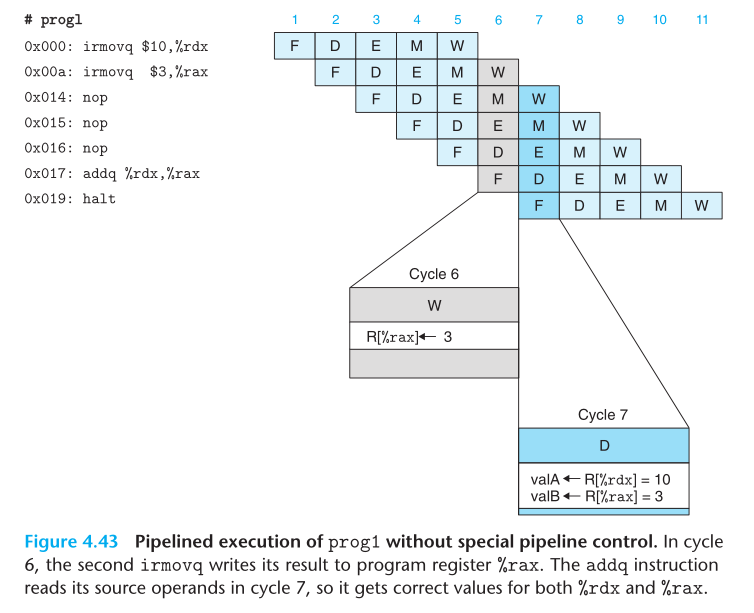 # prog1
1 2 3 4 5 6 7 8 9 10 11
0x000: irmovq $10,%rdx F D E M W
0x00a: irmovq $3,%rax F D E M W
0x014: nop F D E M W
0x015: nop F D E M W
0x016: nop F D E M W
0x017: addq %rdx,%rax F D E M W
0x019: halt F D E M W
Cycle 6
W
R[%rax]← 3
Cycle 7
D
valA ← R[%rdx] = 10
valB ← R[%rax] = 3
Figure 4.43 Pipelined execution of prog1 without special pipeline control. In cycle
6, the second irmovq writes its result to program register %rax. The addq instruction
reads its source operands in cycle 7, so it gets correct values for both %rdx and %rax.